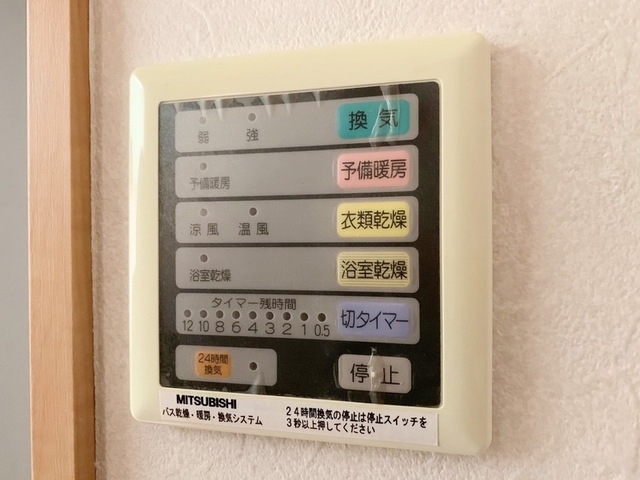 弱 強 換気
予備暖房 予備暖房
涼風 温風 衣類乾燥
浴室乾燥 浴室乾燥
タイマー残時間
12 10 8 6 4 3 2 1 0.5 切タイマー
24時間
換気
停止
MITSUBISHI
バス乾燥・暖房・換気システム
24時間換気の停止は停止スイッチを
3秒以上押してください